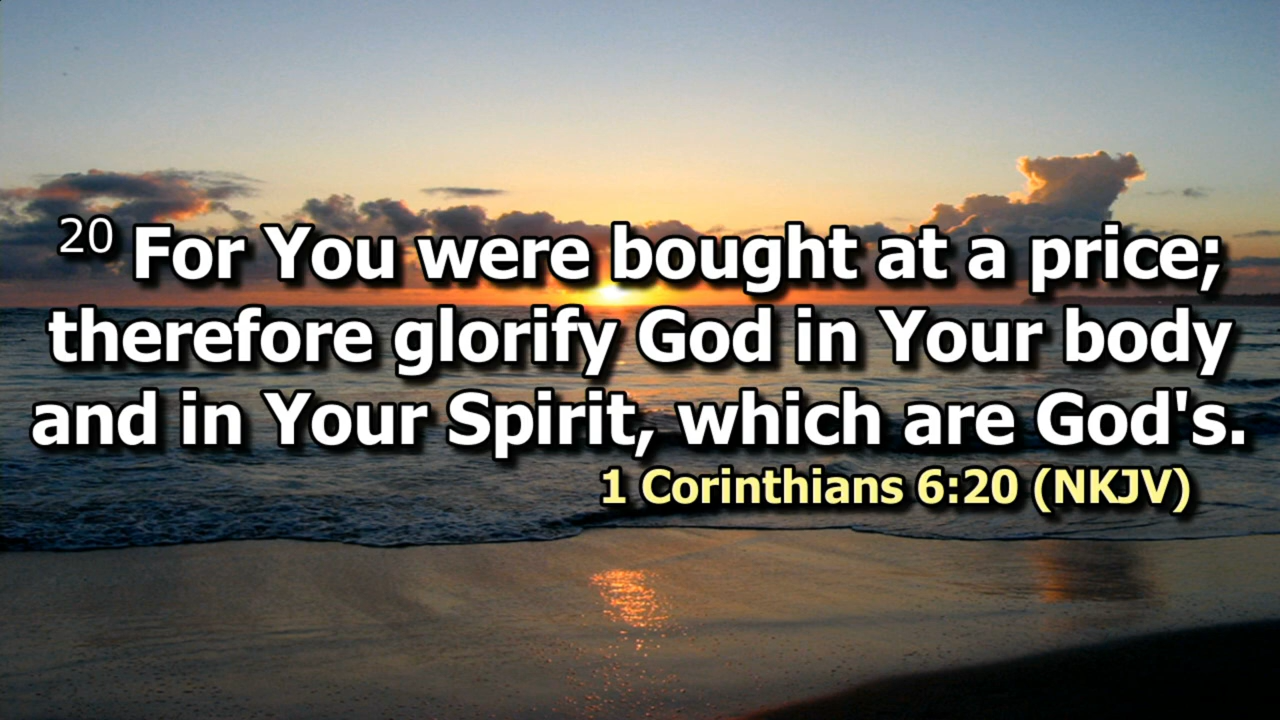 20 For You were bought at a price;
therefore glorify God in Your body
and in Your Spirit, which are God's.
1 Corinthians 6:20 (NKJV)